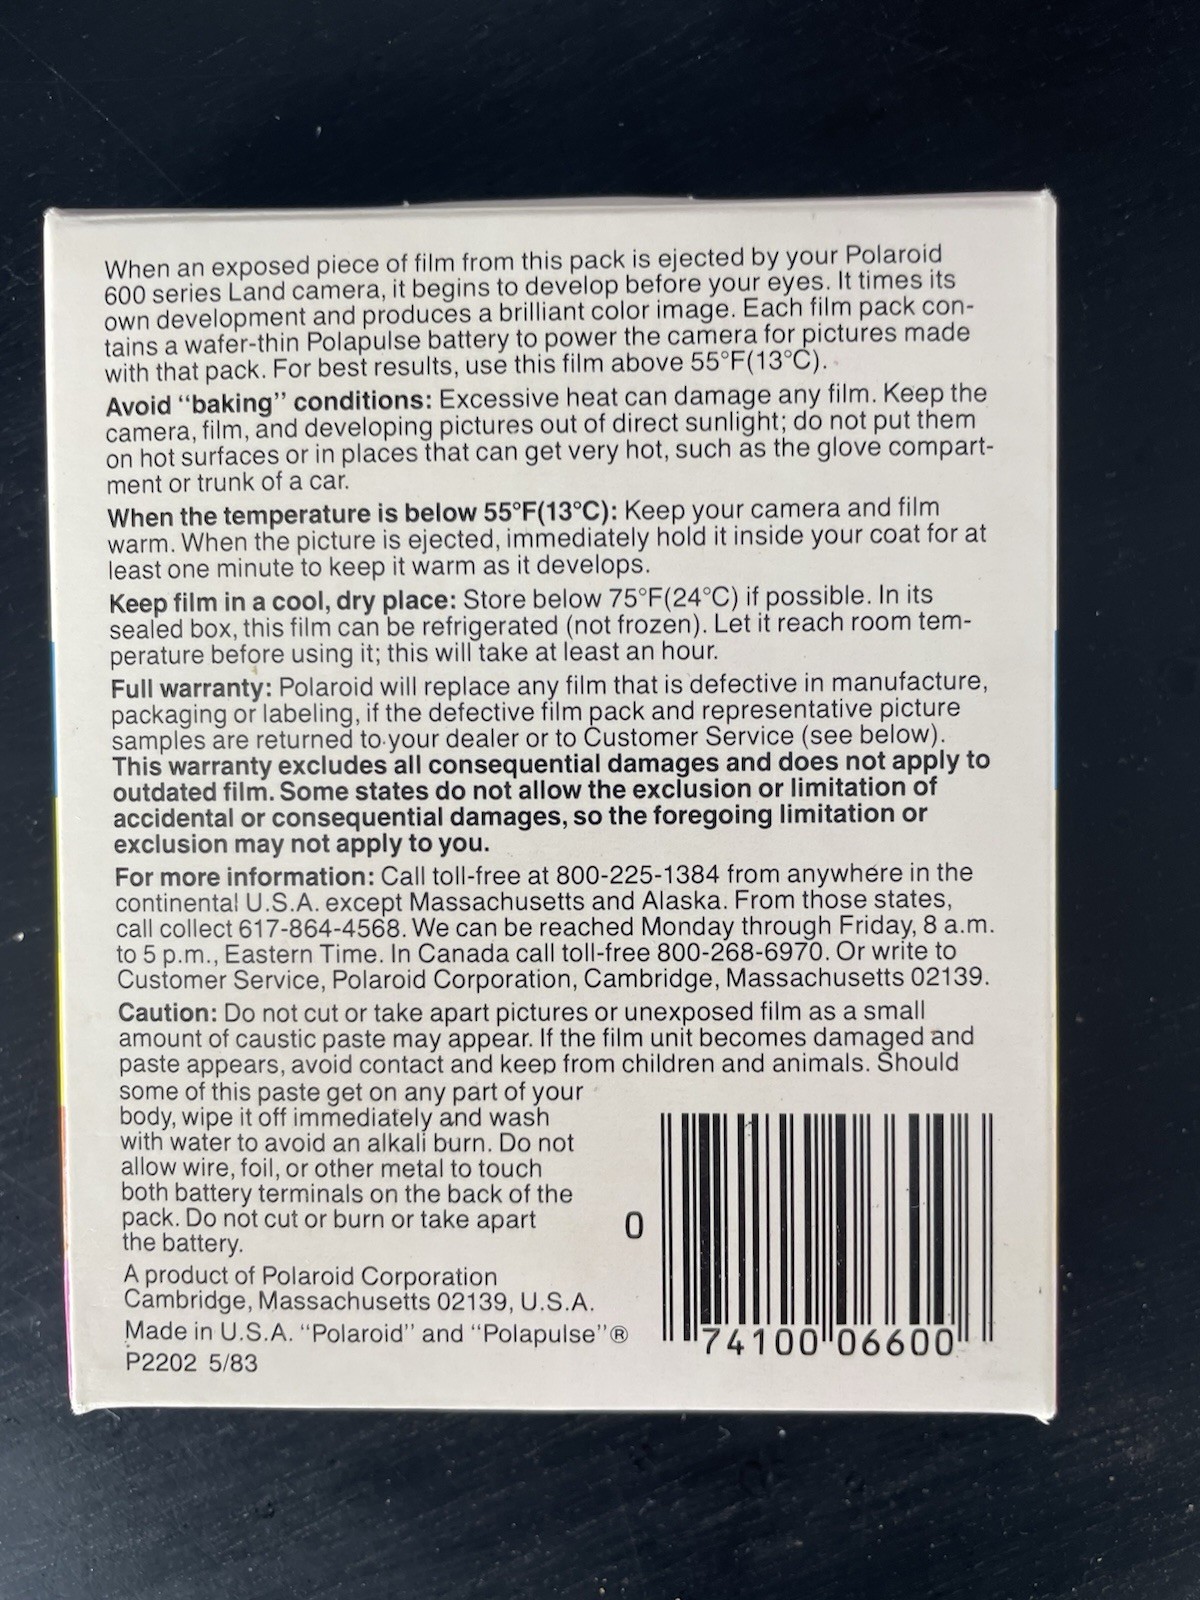 When an exposed piece of film from this pack is ejected by your Polaroid
600 series Land camera, it begins to develop before your eyes. It times its
own development and produces a brilliant color image. Each film pack con-
tains a wafer-thin Polapulse battery to power the camera for pictures made
with that pack. For best results, use this film above 55°F(13°C).
Avoid “baking” conditions: Excessive heat can damage any film. Keep the
camera, film, and developing pictures out of direct sunlight; do not put them
on hot surfaces or in places that can get very hot, such as the glove compart-
ment or trunk of a car.
When the temperature is below 55°F(13°C): Keep your camera and film
warm. When the picture is ejected, immediately hold it inside your coat for at
least one minute to keep it warm as it develops.
Keep film in a cool, dry place: Store below 75°F(24°C) if possible. In its
sealed box, this film can be refrigerated (not frozen). Let it reach room tem-
perature before using it; this will take at least an hour.
Full warranty: Polaroid will replace any film that is defective in manufacture,
packaging or labeling, if the defective film pack and representative picture
samples are returned to your dealer or to Customer Service (see below).
This warranty excludes all consequential damages and does not apply to
outdated film. Some states do not allow the exclusion or limitation of
accidental or consequential damages, so the foregoing limitation or
exclusion may not apply to you.
For more information: Call toll-free at 800-225-1384 from anywhere in the
continental U.S.A. except Massachusetts and Alaska. From those states,
call collect 617-864-4568. We can be reached Monday through Friday, 8 a.m.
to 5 p.m., Eastern Time. In Canada call toll-free 800-268-6970. Or write to
Customer Service, Polaroid Corporation, Cambridge, Massachusetts 02139.
Caution: Do not cut or take apart pictures or unexposed film as a small
amount of caustic paste may appear. If the film unit becomes damaged and
paste appears, avoid contact and keep from children and animals. Should
some of this paste get on any part of your
body, wipe it off immediately and wash
with water to avoid an alkali burn. Do not
allow wire, foil, or other metal to touch
both battery terminals on the back of the
pack. Do not cut or burn or take apart
the battery.
A product of Polaroid Corporation
Cambridge, Massachusetts 02139, U.S.A.
Made in U.S.A. “Polaroid” and “Polapulse”®
P2202 5/83
0 74100 06600